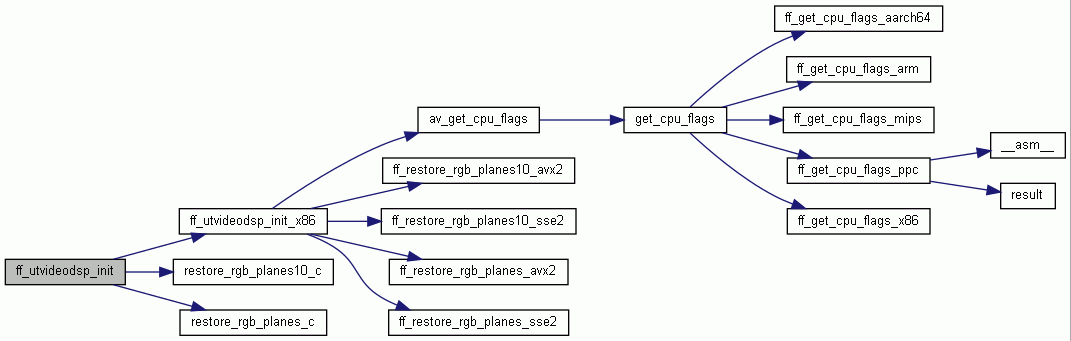 ff_get_cpu_flags_aarch64
ff_get_cpu_flags_arm
av_get_cpu_flags
get_cpu_flags
ff_get_cpu_flags_mips
__asm__
ff_restore_rgb_planes10_avx2
ff_get_cpu_flags_ppc
result
ff_utvideodsp_init_x86
ff_restore_rgb_planes10_sse2
ff_get_cpu_flags_x86
ff_utvideodsp_init
restore_rgb_planes10_c
ff_restore_rgb_planes_avx2
restore_rgb_planes_c
ff_restore_rgb_planes_sse2